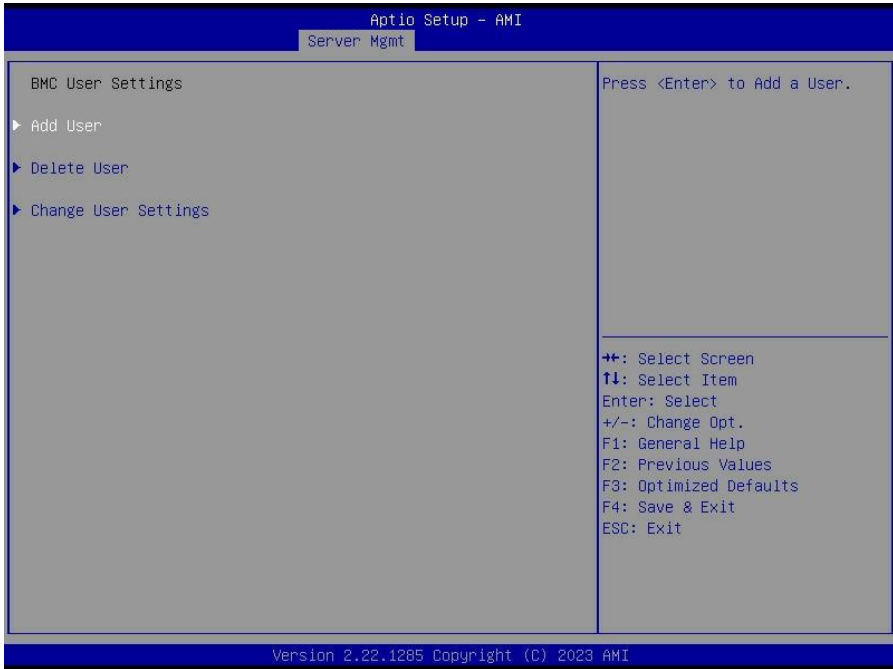 Aptio Setup – AMI
Server Mgmt
BMC User Settings
▶ Add User
▶ Delete User
▶ Change User Settings
Press <Enter> to Add a User.
→←: Select Screen
↑↓: Select Item
Enter: Select
+/-: Change Opt.
F1: General Help
F2: Previous Values
F3: Optimized Defaults
F4: Save & Exit
ESC: Exit
Version 2.22.1285 Copyright (C) 2023 AMI